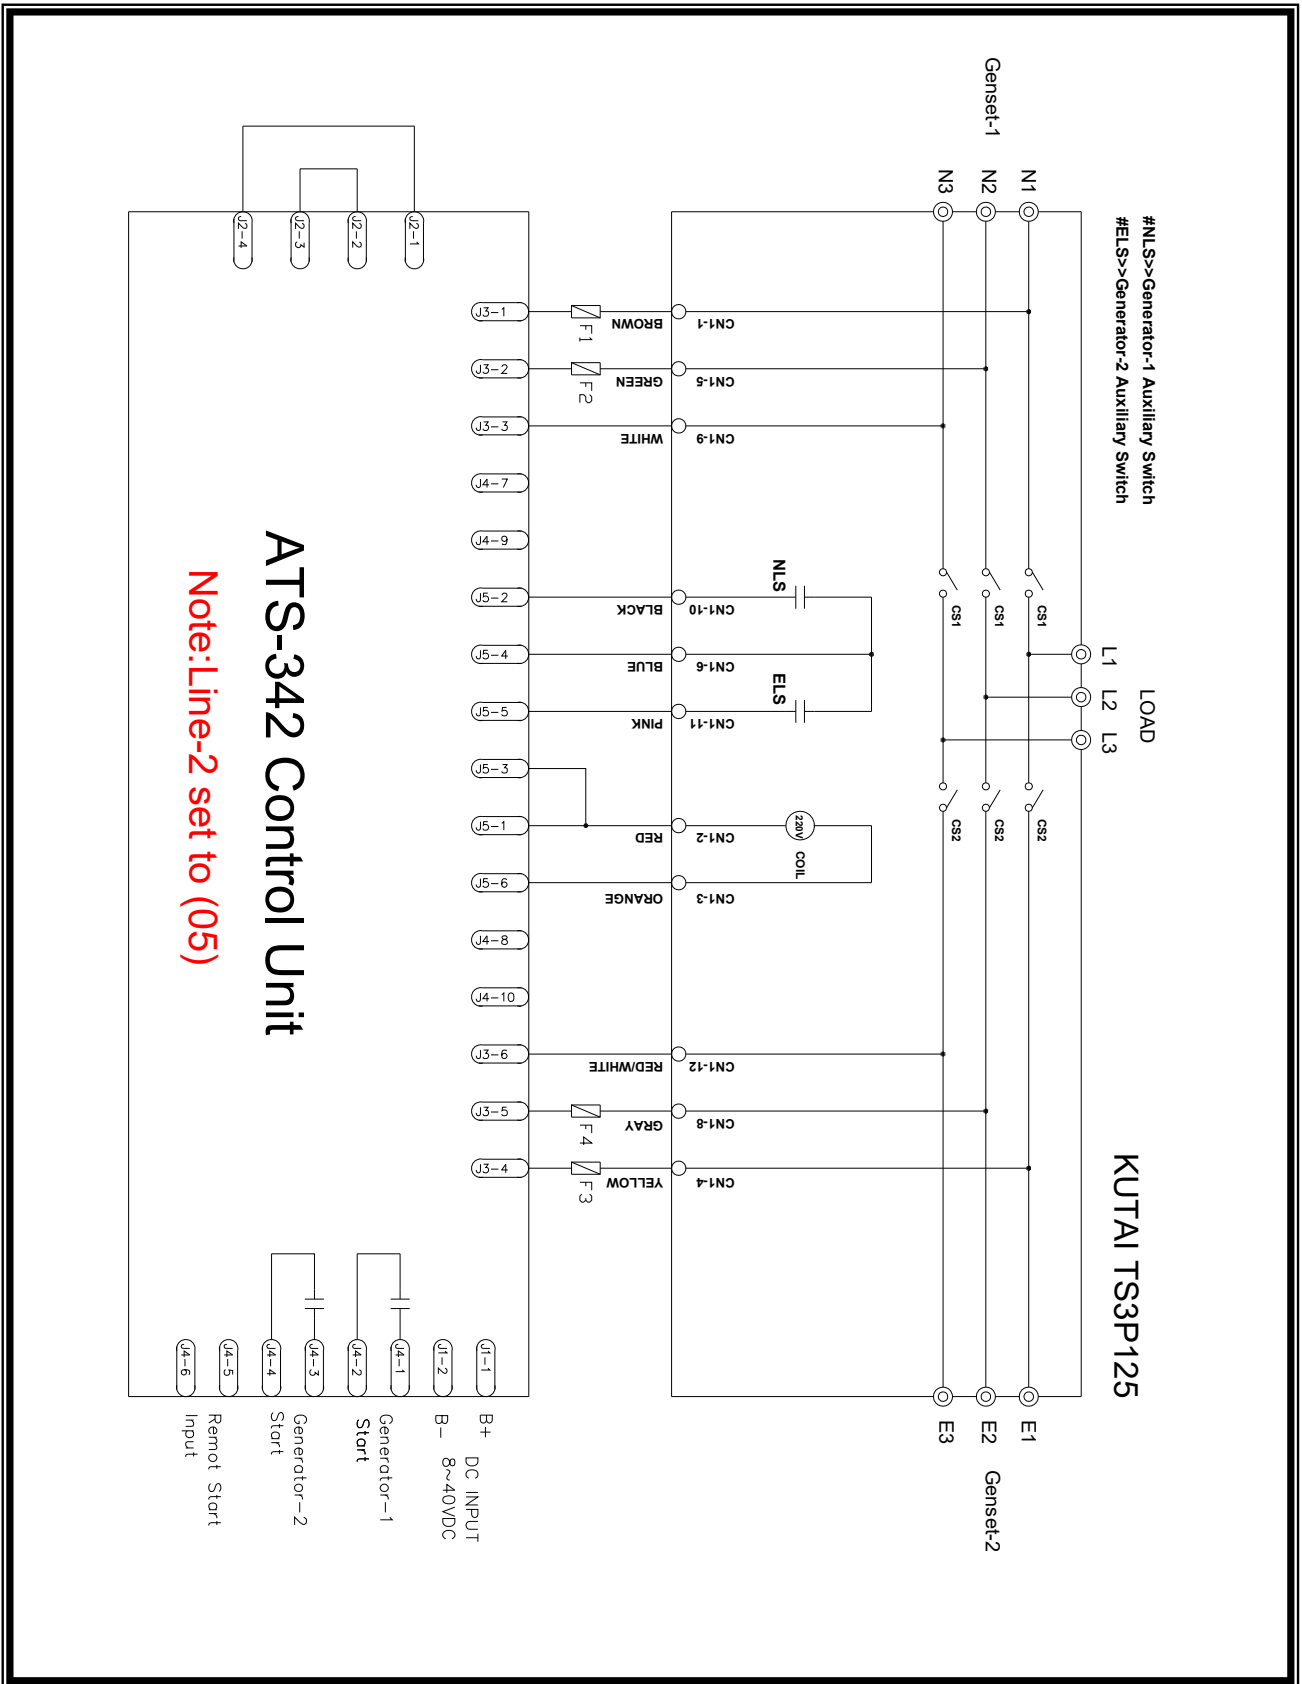 KUTAI TS3P125
#NLS>>Generator-1 Auxiliary Switch
#ELS>>Generator-2 Auxiliary Switch
LOAD
L1
L2
L3
Genset-1
N1
N2
N3
CS1
CS1
CS1
CS2
CS2
CS2
E1
E2
E3
Genset-2
NLS
ELS
220V
COIL
CN1-1
CN1-5
CN1-9
CN1-10
CN1-6
CN1-11
CN1-2
CN1-3
CN1-12
CN1-8
CN1-4
BROWN
GREEN
WHITE
BLACK
BLUE
PINK
RED
ORANGE
RED/WHITE
GRAY
YELLOW
F1
F2
F4
F3
J3-1
J3-2
J3-3
J4-7
J4-9
J5-2
J5-4
J5-5
J5-3
J5-1
J5-6
J4-8
J4-10
J3-6
J3-5
J3-4
J2-1
J2-2
J2-3
J2-4
ATS-342 Control Unit
Note:Line-2 set to (05)
J1-1
J1-2
J4-1
J4-2
J4-3
J4-4
J4-5
J4-6
B+ DC INPUT
B- 8~40VDC
Generator-1
Start
Generator-2
Start
Remot Start
Input